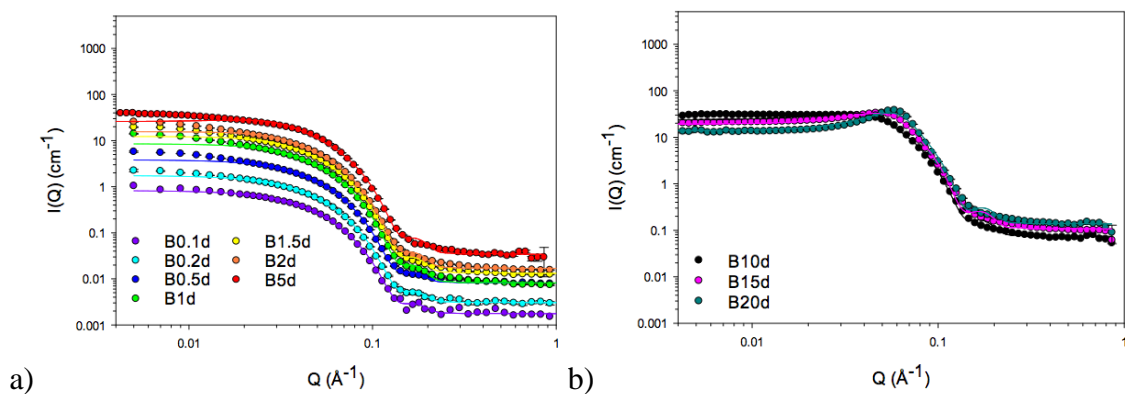 1000
100
10
1
0.1
0.01
0.001
I(Q) (cm⁻¹)
B0.1d
B0.2d
B0.5d
B1d
B1.5d
B2d
B5d
0.01
0.1
1
Q (Å⁻¹)
a)
1000
100
10
1
0.1
0.01
0.001
I(Q) (cm⁻¹)
B10d
B15d
B20d
0.01
0.1
1
Q (Å⁻¹)
b)